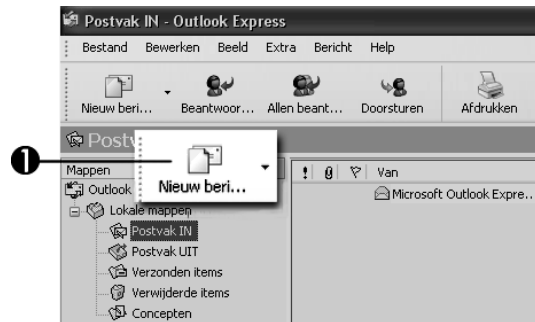 Postvak IN - Outlook Express
Bestand Bewerken Beeld Extra Bericht Help
Nieuw beri... Beantwoor... Allen beant... Doorsturen Afdrukken
Postv
1
Nieuw beri...
Mappen
! Van
Outlook
Microsoft Outlook Expre..
Lokale mappen
Postvak IN
Postvak UIT
Verzonden items
Verwijderde items
Concepten